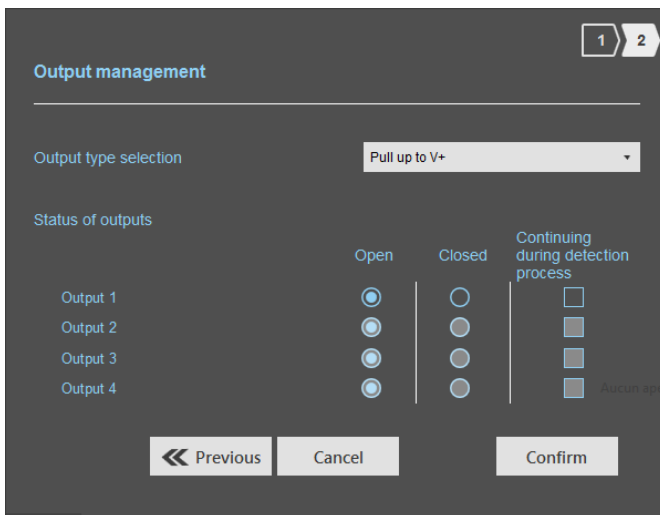 1 2
Output management
Output type selection Pull up to V+
Status of outputs
Open Closed Continuing
during detection
process
Output 1
Output 2
Output 3
Output 4 Aucun
Previous Cancel Confirm